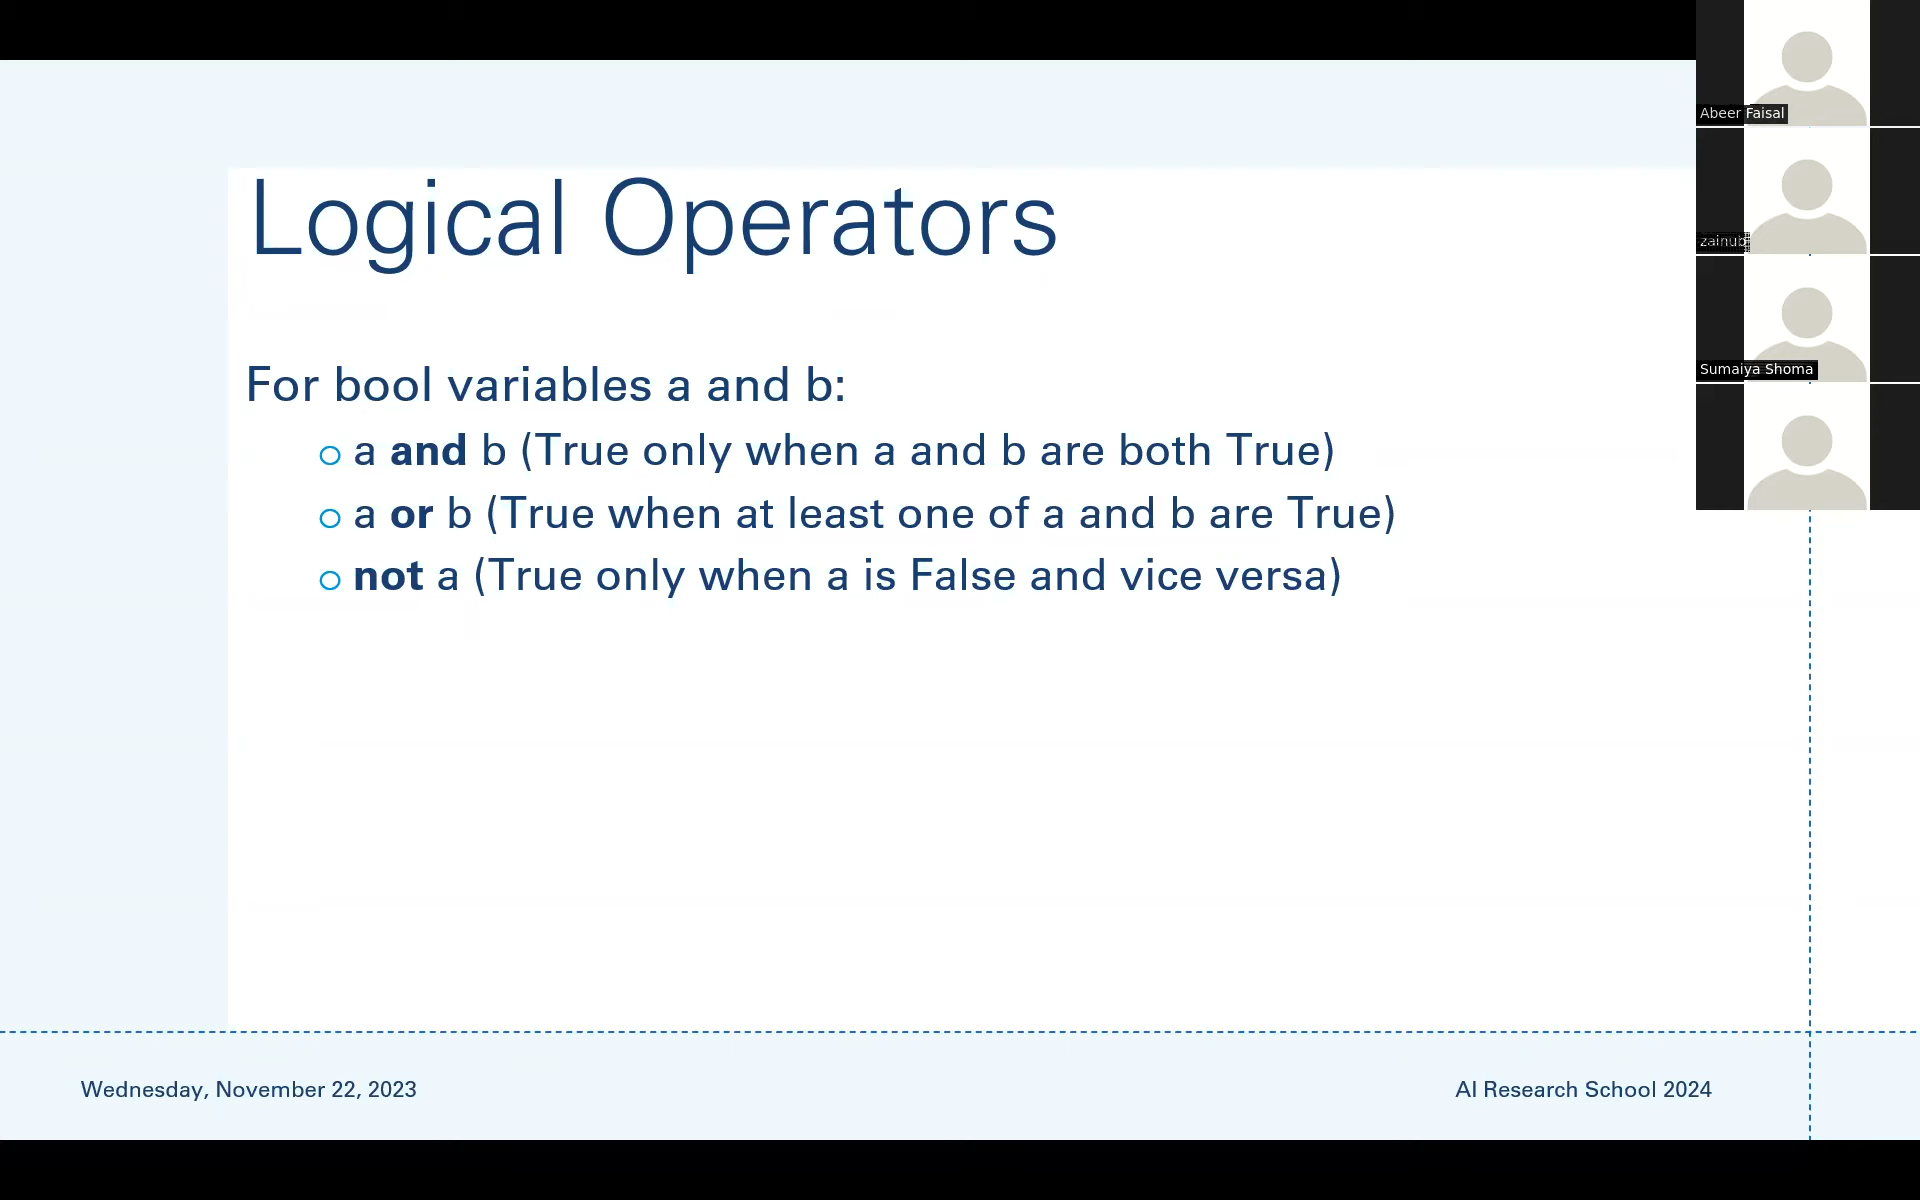 Logical Operators
For bool variables a and b:
a and b (True only when a and b are both True)
a or b (True when at least one of a and b are True)
not a (True only when a is False and vice versa)
Wednesday, November 22, 2023
AI Research School 2024
Abeer Faisal
zainub
Sumaiya Shoma